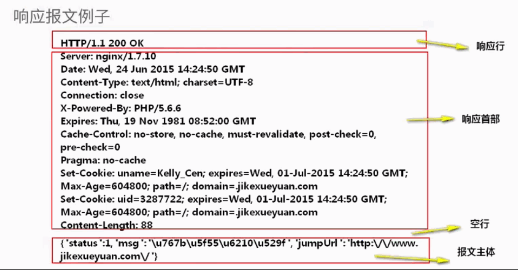 响应报文例子
HTTP/1.1 200 OK
响应行
Server: nginx/1.7.10
Date: Wed, 24 Jun 2015 14:24:50 GMT
Content-Type: text/html; charset=UTF-8
Connection: close
X-Powered-By: PHP/5.6.6
Expires: Thu, 19 Nov 1981 08:52:00 GMT
响应首部
Cache-Control: no-store, no-cache, must-revalidate, post-check=0,
pre-check=0
Pragma: no-cache
Set-Cookie: uname=Kelly_Cen; expires=Wed, 01-Jul-2015 14:24:50 GMT;
Max-Age=604800; path=/; domain=.jikexueyuan.com
Set-Cookie: uid=3287722; expires=Wed, 01-Jul-2015 14:24:50 GMT;
Max-Age=604800; path=/; domain=.jikexueyuan.com
Content-Length: 88
空行
{ 'status ':1, 'msg ': '\u767b\u5f55\u6210\u529f ', 'jumpUrl ': 'http:\/\/www.
jikexueyuan.com\/ '}
报文主体